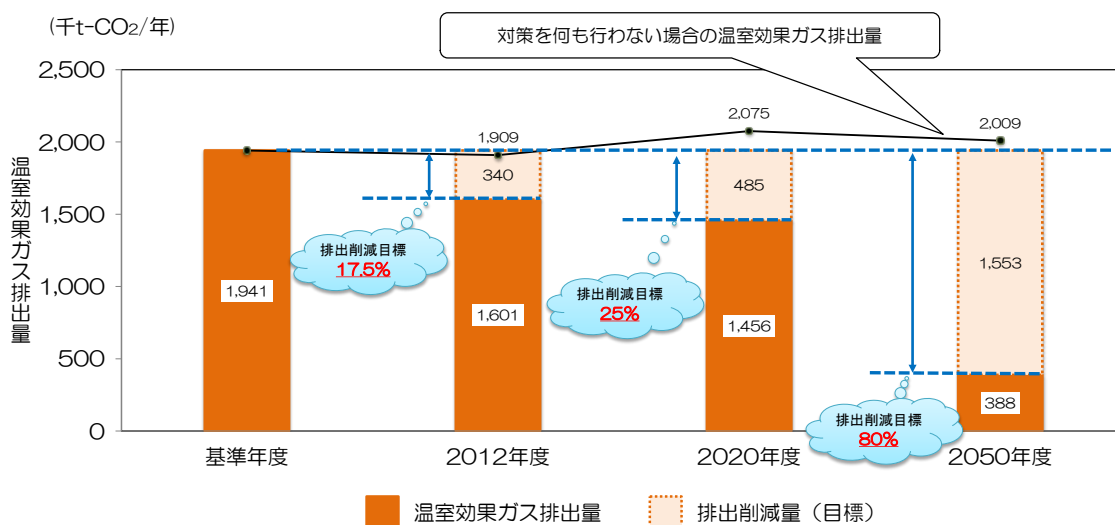 (千t-CO2/年)
対策を何も行わない場合の温室効果ガス排出量
2,500
2,000
1,500
1,000
500
0
温室効果ガス排出量
1,909
2,075
2,009
340
485
1,553
排出削減目標
17.5%
排出削減目標
25%
排出削減目標
80%
1,941
1,601
1,456
388
基準年度
2012年度
2020年度
2050年度
温室効果ガス排出量
排出削減量（目標）